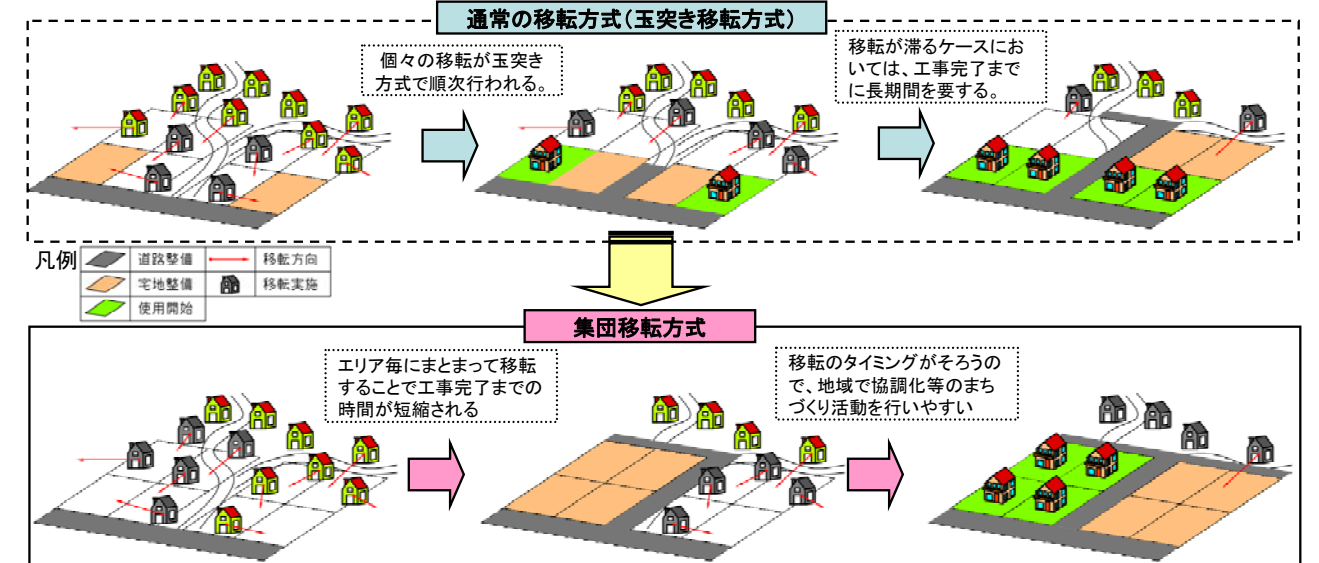 通常の移転方式(玉突き移転方式)
個々の移転が玉突き
方式で順次行われる。
移転が滞るケースにお
いては、工事完了まで
に長期間を要する。
凡例
道路整備
移転方向
宅地整備
移転実施
使用開始
集団移転方式
エリア毎にまとまって移転
することで工事完了までの
時間が短縮される
移転のタイミングがそろうの
で、地域で協調化等のまち
づくり活動を行いやすい